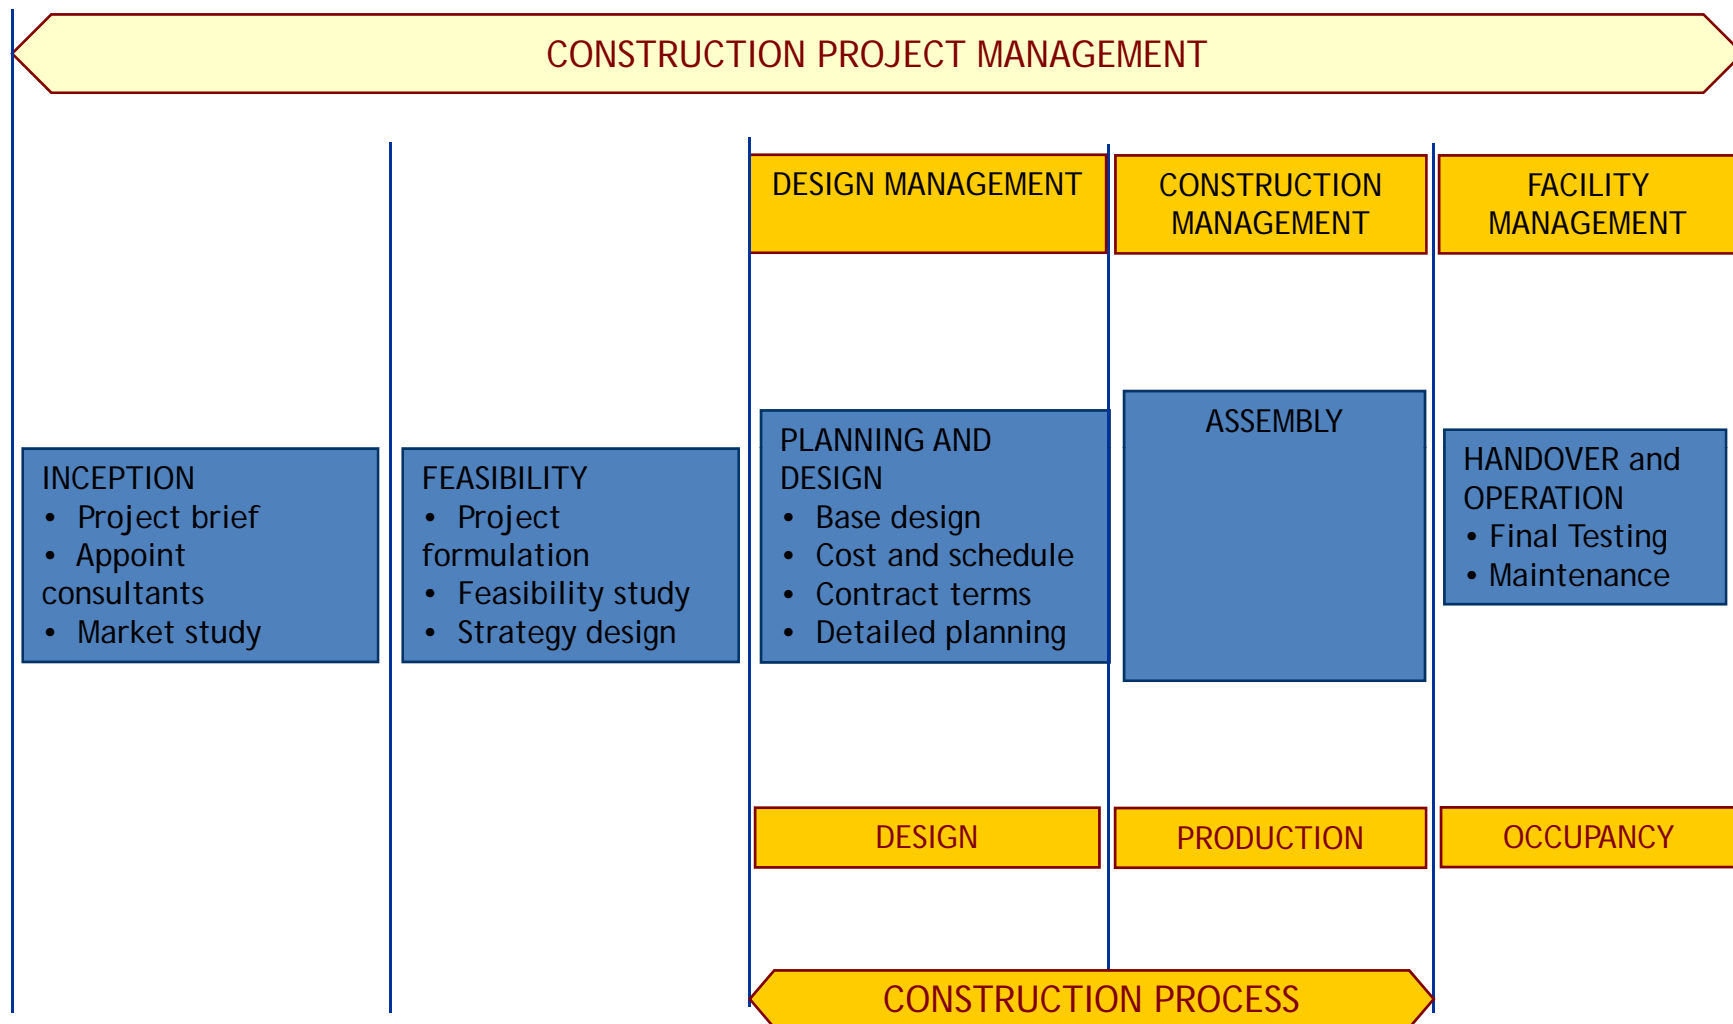 CONSTRUCTION PROJECT MANAGEMENT
DESIGN MANAGEMENT
CONSTRUCTION
MANAGEMENT
FACILITY
MANAGEMENT
INCEPTION
• Project brief
• Appoint
consultants
• Market study
FEASIBILITY
• Project
formulation
• Feasibility study
• Strategy design
PLANNING AND
DESIGN
• Base design
• Cost and schedule
• Contract terms
• Detailed planning
ASSEMBLY
HANDOVER and
OPERATION
• Final Testing
• Maintenance
DESIGN
PRODUCTION
OCCUPANCY
CONSTRUCTION PROCESS